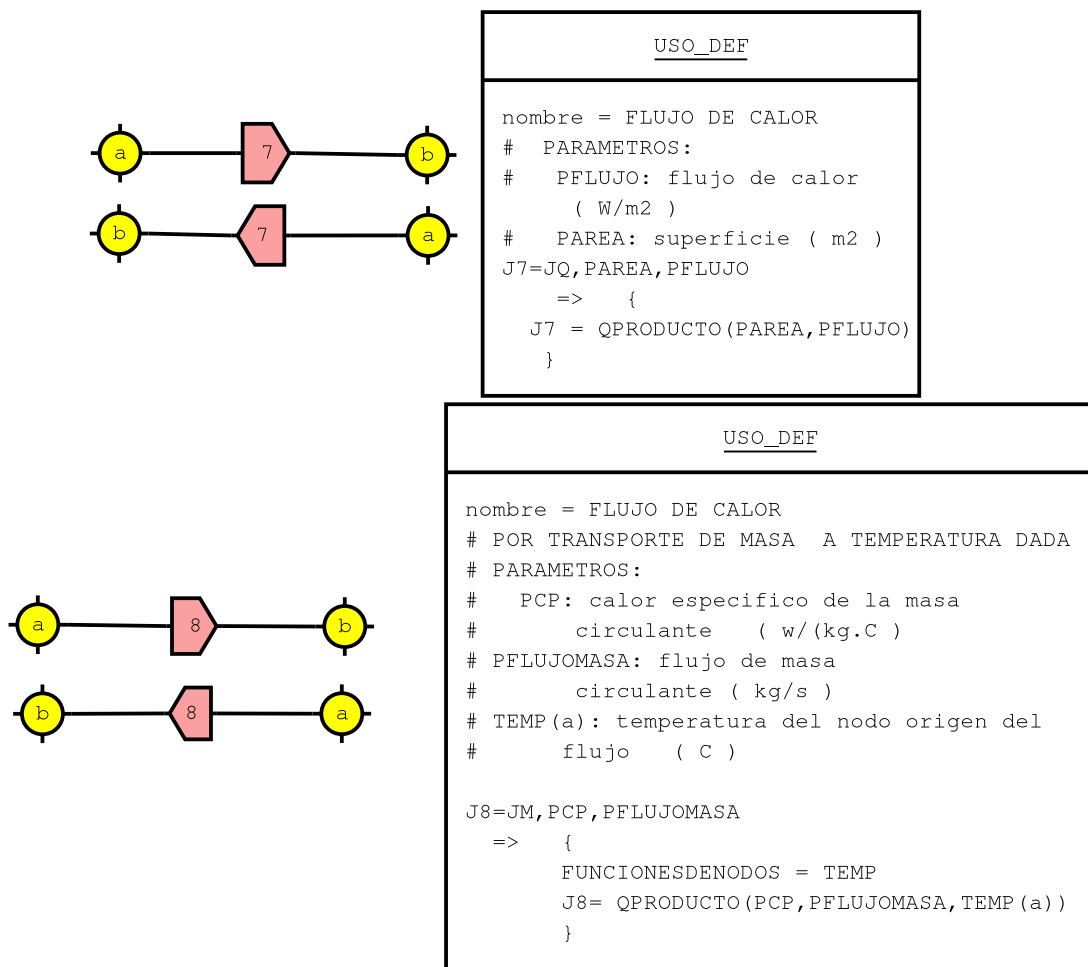 USO_DEF
nombre = FLUJO DE CALOR
#  PARAMETROS:
#   PFLUJO: flujo de calor
( W/m2 )
#   PAREA: superficie ( m2 )
J7=JQ,PAREA,PFLUJO
=>   {
J7 = QPRODUCTO(PAREA,PFLUJO)
}
a 7 b
b 7 a
USO_DEF
nombre = FLUJO DE CALOR
# POR TRANSPORTE DE MASA  A TEMPERATURA DADA
# PARAMETROS:
#   PCP: calor especifico de la masa
#       circulante   ( w/(kg.C )
# PFLUJOMASA: flujo de masa
#       circulante ( kg/s )
# TEMP(a): temperatura del nodo origen del
#      flujo   ( C )
J8=JM,PCP,PFLUJOMASA
=>   {
FUNCIONESDENODOS = TEMP
J8= QPRODUCTO(PCP,PFLUJOMASA,TEMP(a))
}
a 8 b
b 8 a